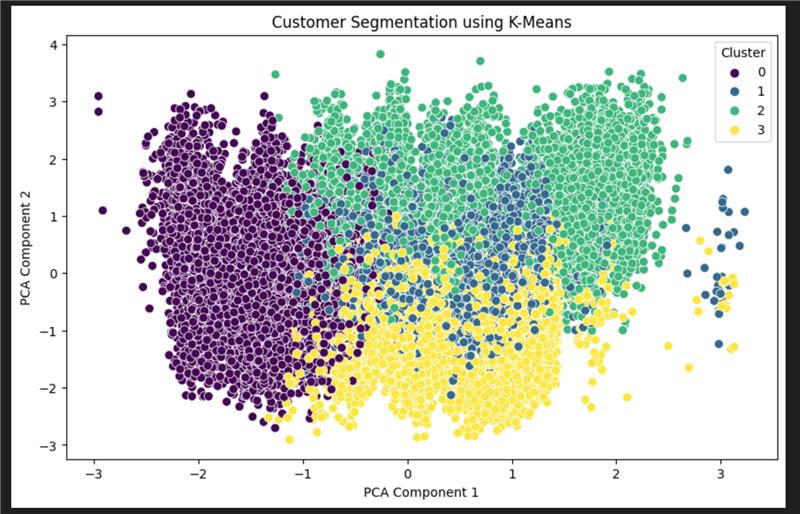 Customer Segmentation using K-Means
Cluster
0
1
2
3
4
3
2
1
0
−1
−2
−3
PCA Component 2
−3 −2 −1 0 1 2 3
PCA Component 1